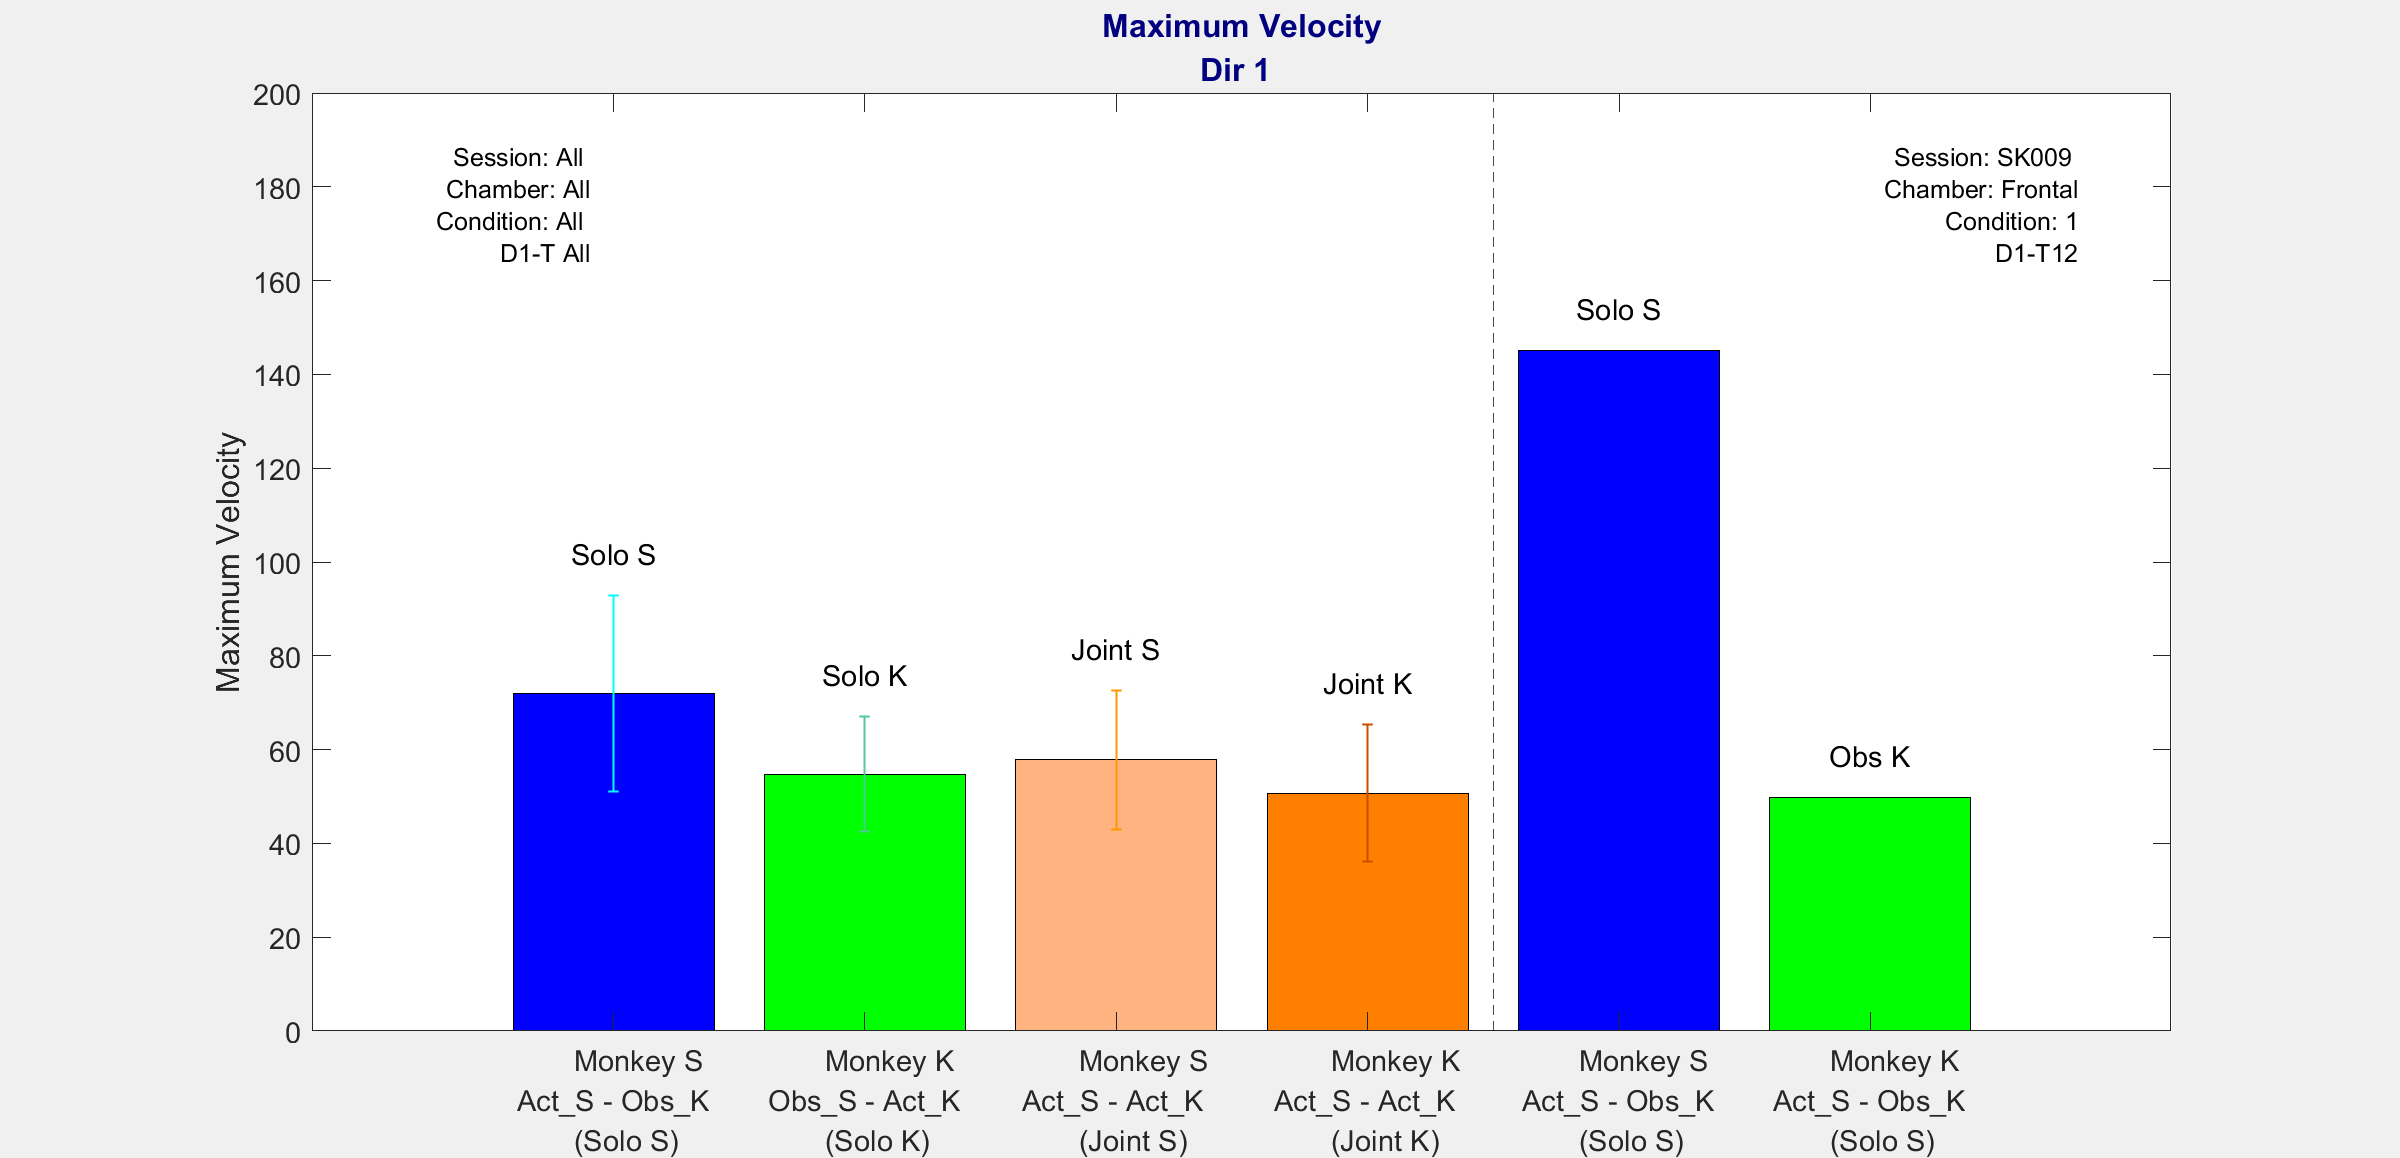 Maximum Velocity
Dir 1
Maximum Velocity
200
180
160
140
120
100
80
60
40
20
0
Session: All
Chamber: All
Condition: All
D1-T All
Session: SK009
Chamber: Frontal
Condition: 1
D1-T12
Solo S
Solo K
Joint S
Joint K
Solo S
Obs K
Monkey S
Act_S - Obs_K
(Solo S)
Monkey K
Obs_S - Act_K
(Solo K)
Monkey S
Act_S - Act_K
(Joint S)
Monkey K
Act_S - Act_K
(Joint K)
Monkey S
Act_S - Obs_K
(Solo S)
Monkey K
Act_S - Obs_K
(Solo S)